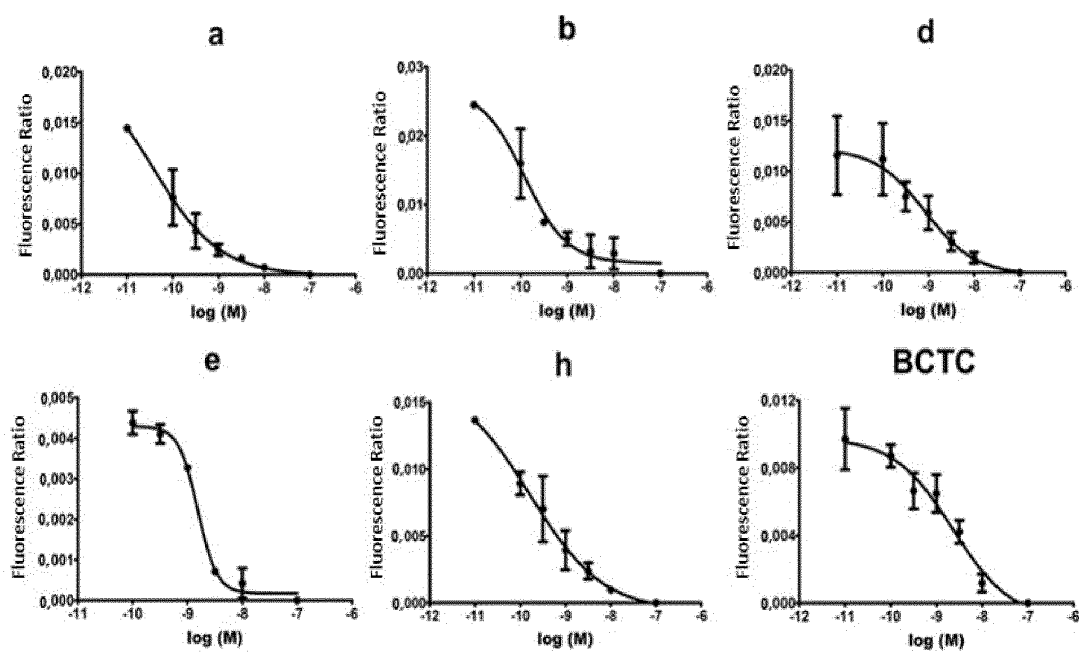 a
b
d
0,020
0,015
0,010
0,005
0,000
Fluorescence Ratio
-12 -11 -10 -9 -8 -7 -6
log (M)
0,03
0,02
0,01
0,00
Fluorescence Ratio
-12 -11 -10 -9 -8 -7 -6
log (M)
0,020
0,015
0,010
0,005
0,000
Fluorescence Ratio
-12 -11 -10 -9 -8 -7 -6
log (M)
e
h
BCTC
0,005
0,004
0,003
0,002
0,001
0,000
Fluorescence Ratio
-11 -10 -9 -8 -7 -6
log (M)
0,015
0,010
0,005
0,000
Fluorescence Ratio
-12 -11 -10 -9 -8 -7 -6
log (M)
0,012
0,008
0,004
0,000
Fluorescence Ratio
-12 -11 -10 -9 -8 -7 -6
log (M)